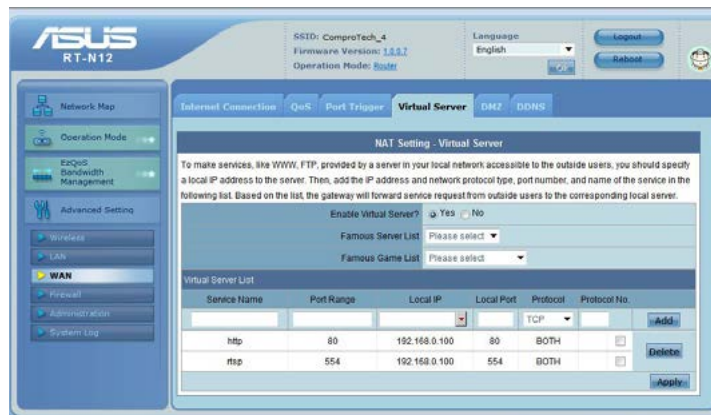 ASUS
RT-N12
SSID: ComproTech_4
Firmware Version: 1.0.0.7
Operation Mode: Router
Language
English
Logout
Reboot
Network Map
Operation Mode
EzQoS
Bandwidth
Management
Advanced Setting
Wireless
LAN
WAN
Firewall
Administration
System Log
Internet Connection QoS Port Trigger Virtual Server DMZ DDNS
NAT Setting - Virtual Server
To make services, like WWW, FTP, provided by a server in your local network accessible to the outside users, you should specify
a local IP address to the server. Then, add the IP address and network protocol type, port number, and name of the service in the
following list. Based on the list, the gateway will forward service request from outside users to the corresponding local server.
Enable Virtual Server? Yes No
Famous Server List Please select
Famous Game List Please select
Virtual Server List
Service Name Port Range Local IP Local Port Protocol Protocol No.
TCP Add
http 80 192.168.0.100 80 BOTH
rtsp 554 192.168.0.100 554 BOTH
Delete
Apply